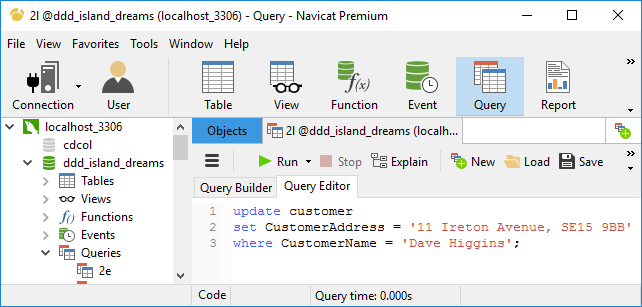 2l @ddd_island_dreams (localhost_3306) - Query - Navicat Premium
File View Favorites Tools Window Help
Connection User Table View f(x) Function Event Query Report
localhost_3306
cdcol
ddd_island_dreams
Tables
Views
f() Functions
Events
Queries
2e
Objects 2l @ddd_island_dreams (localh...
Run Stop Explain New Load Save
Query Builder Query Editor
1 update customer
2 set CustomerAddress = '11 Ireton Avenue, SE15 9BB'
3 where CustomerName = 'Dave Higgins';
Code Query time: 0.000s